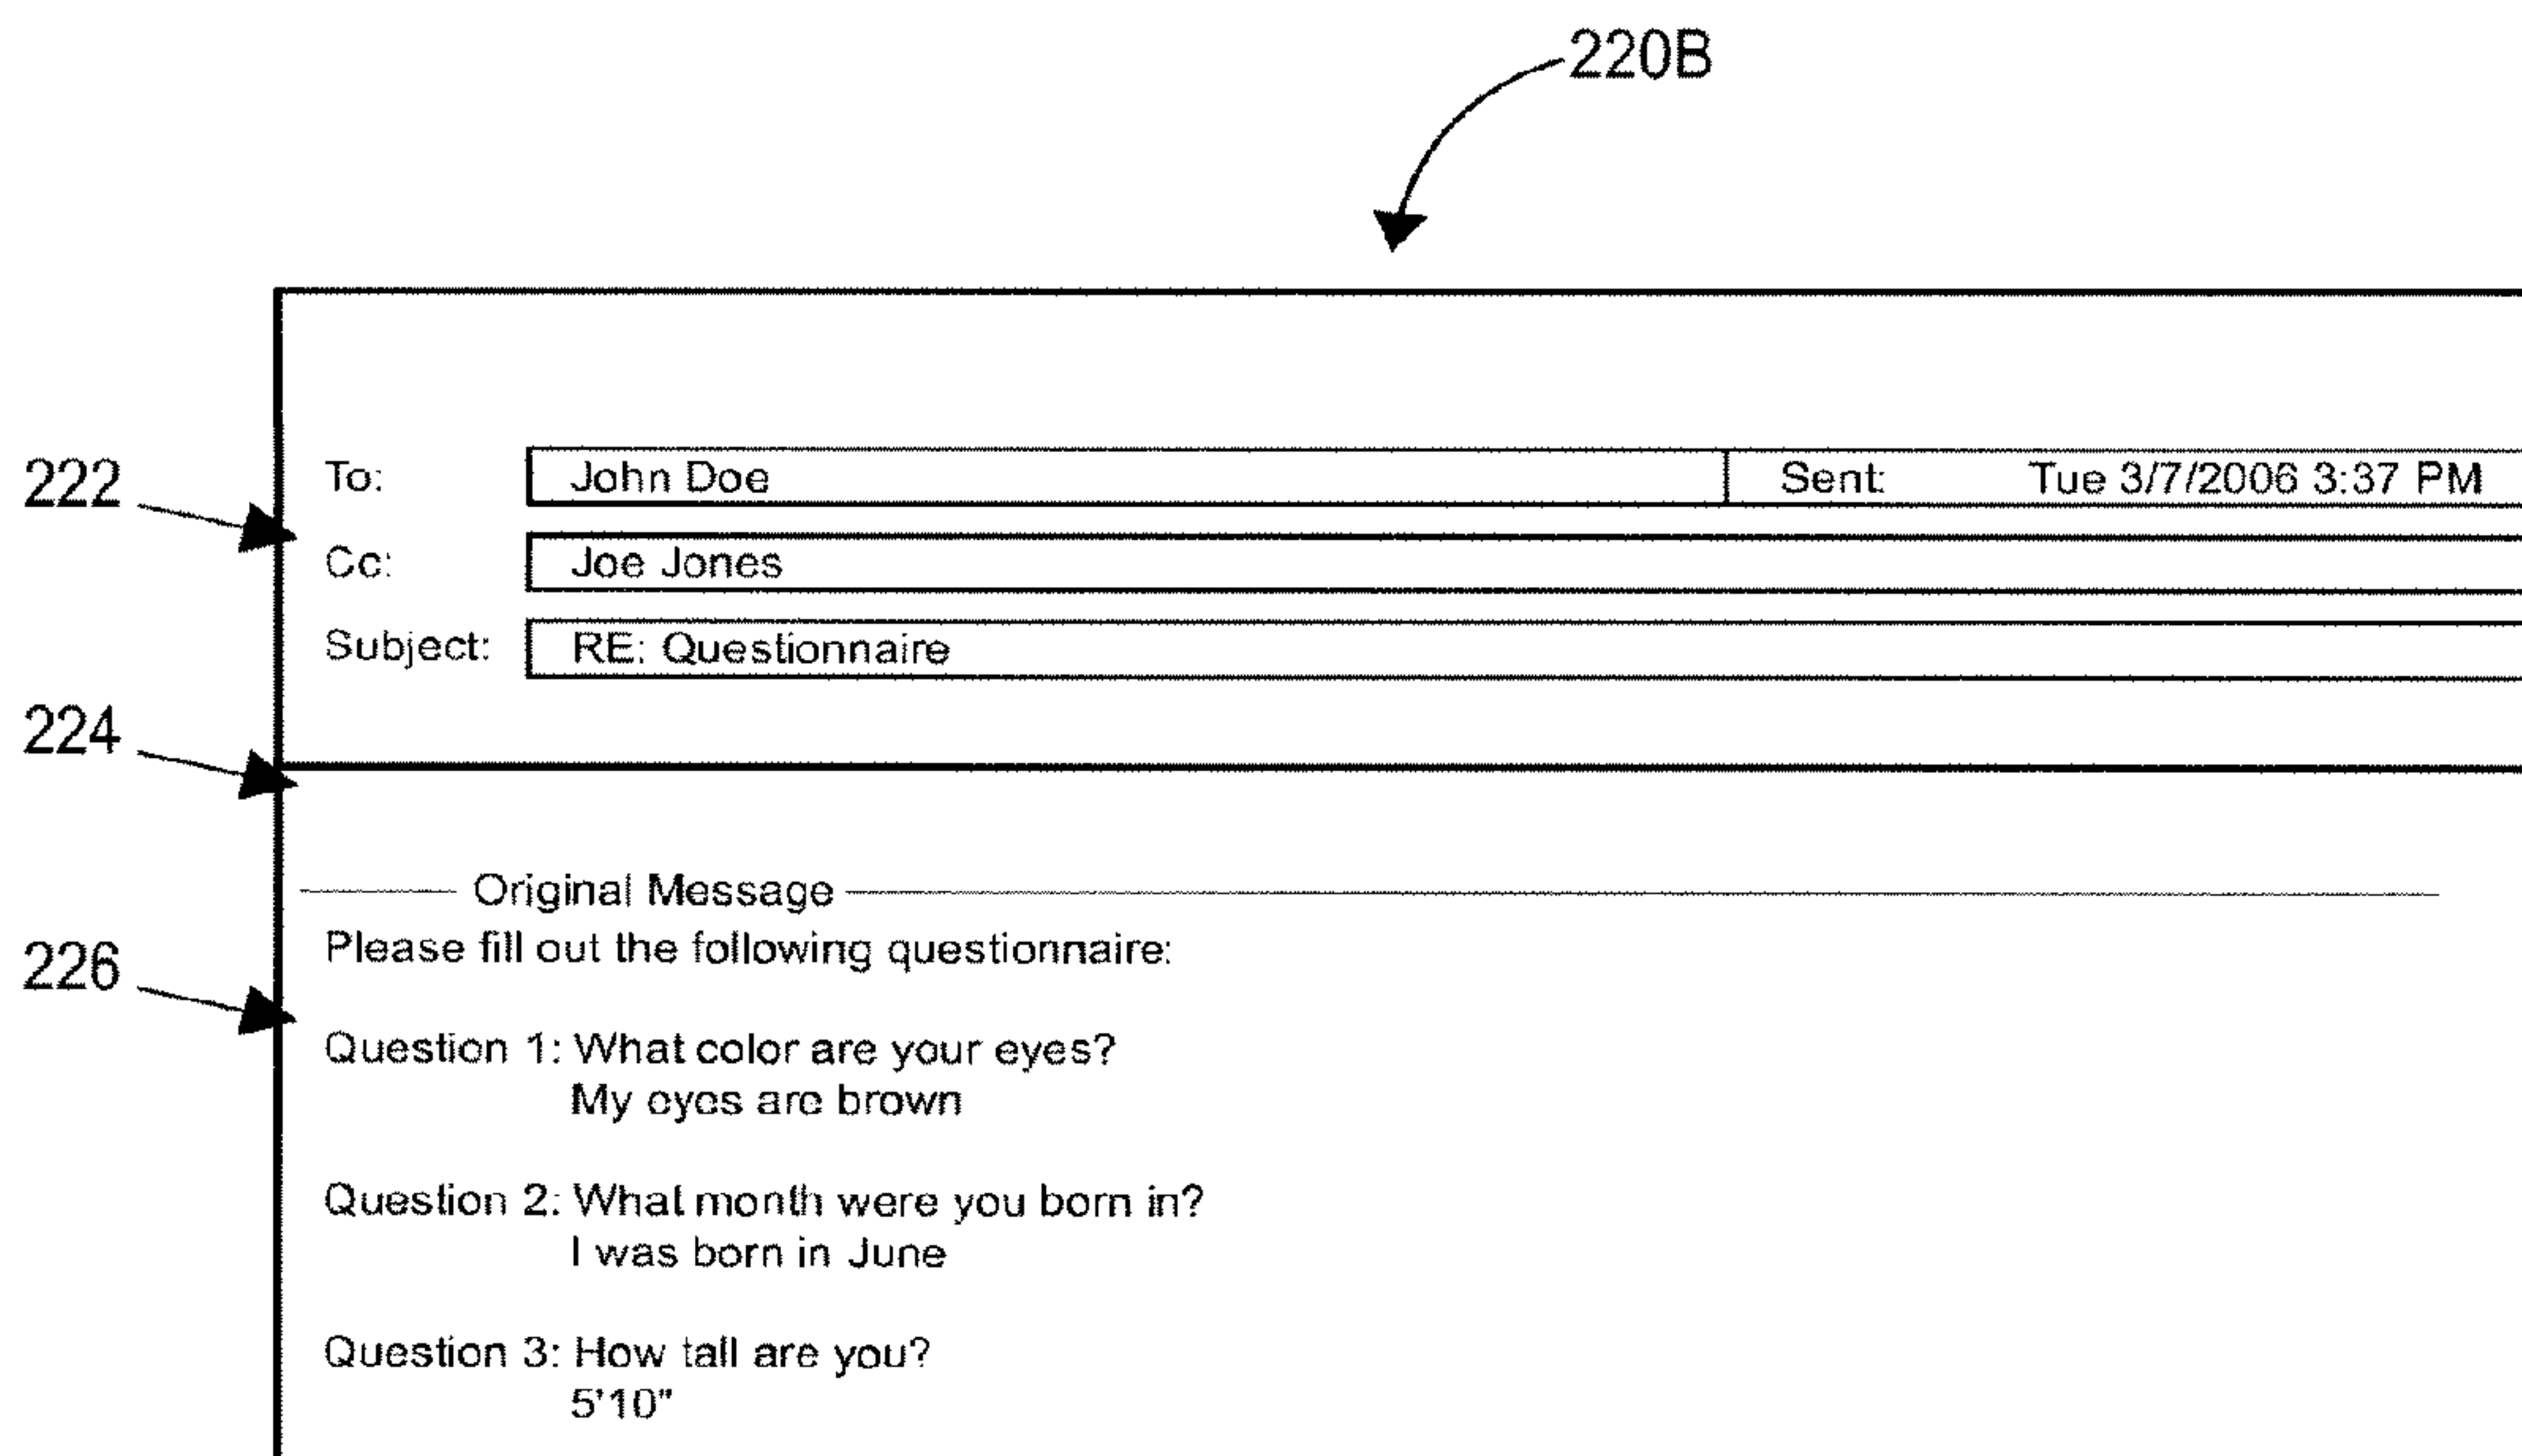 220B
222 To: John Doe Sent: Tue 3/7/2006 3:37 PM
Cc: Joe Jones
Subject: RE: Questionnaire
224
Original Message
Please fill out the following questionnaire:
226
Question 1: What color are your eyes?
My eyes are brown
Question 2: What month were you born in?
I was born in June
Question 3: How tall are you?
5'10"